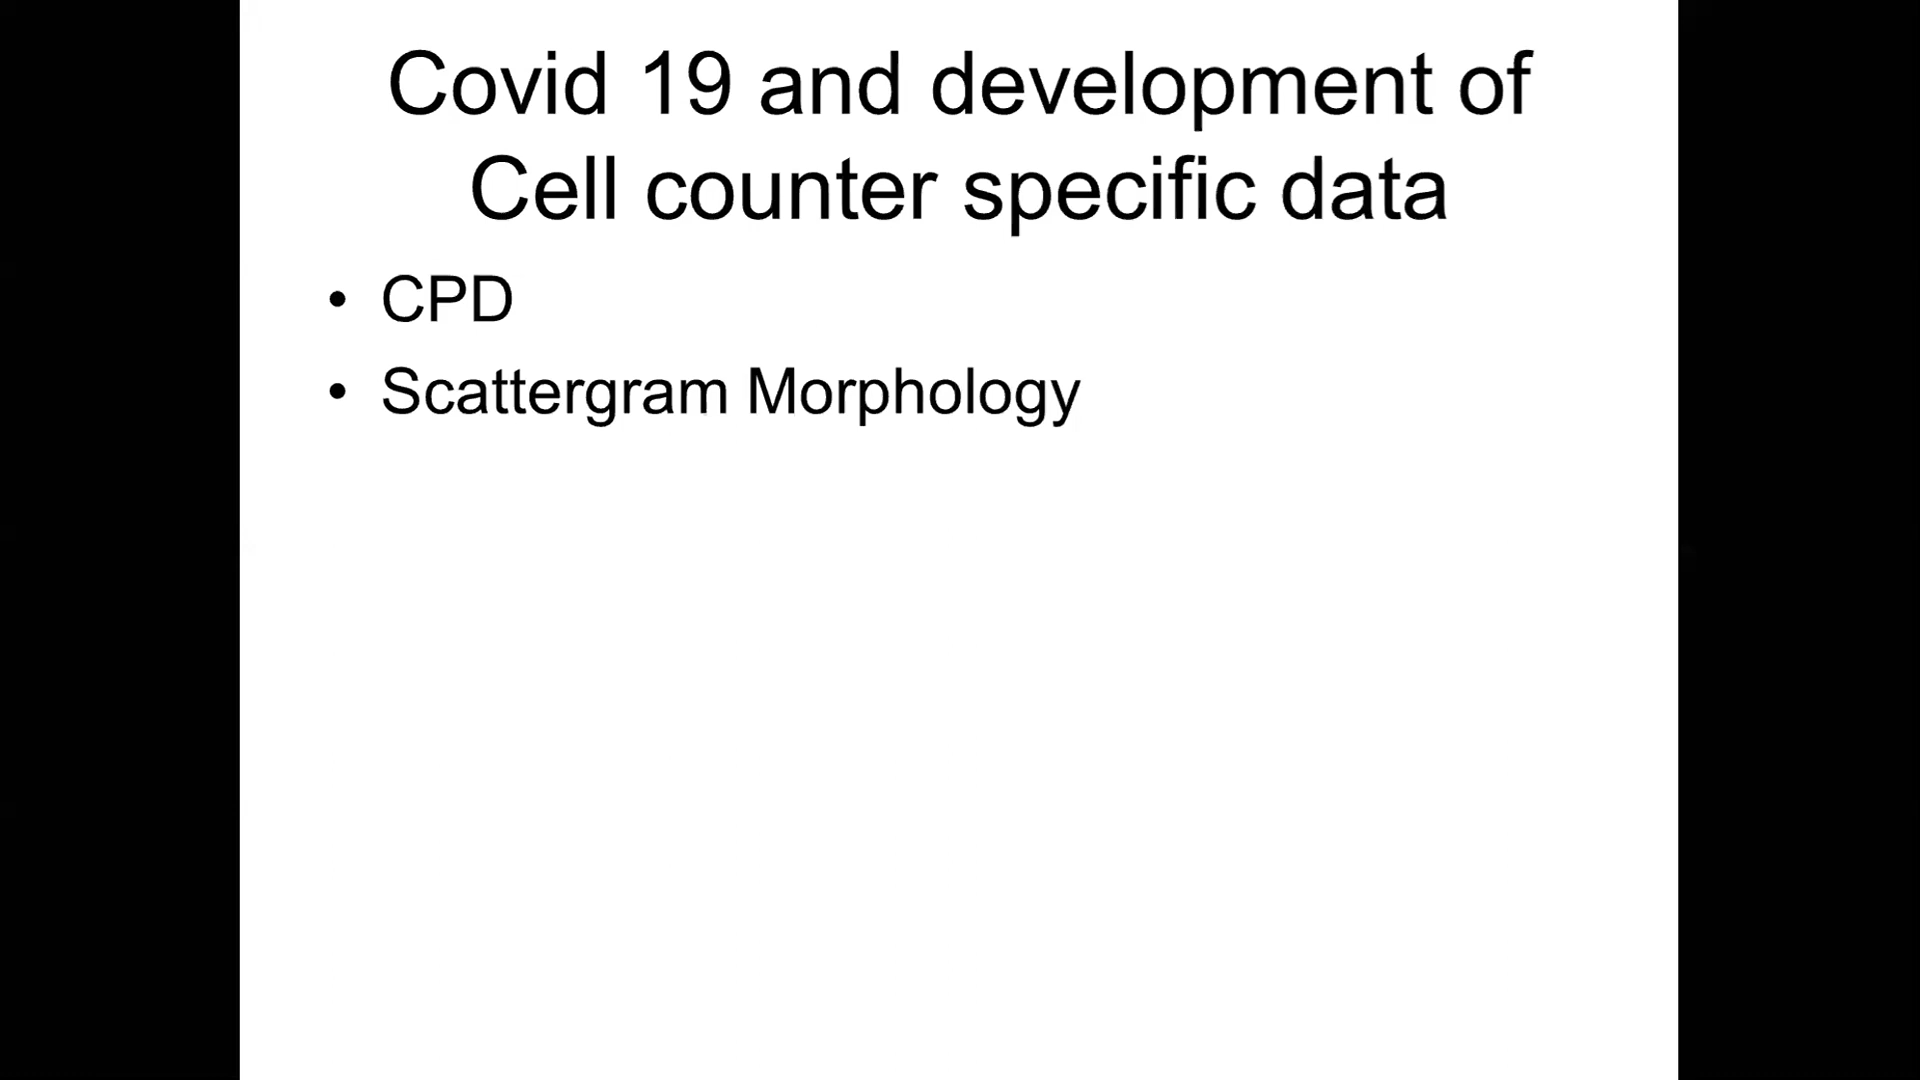 Covid 19 and development of
Cell counter specific data
• CPD
• Scattergram Morphology